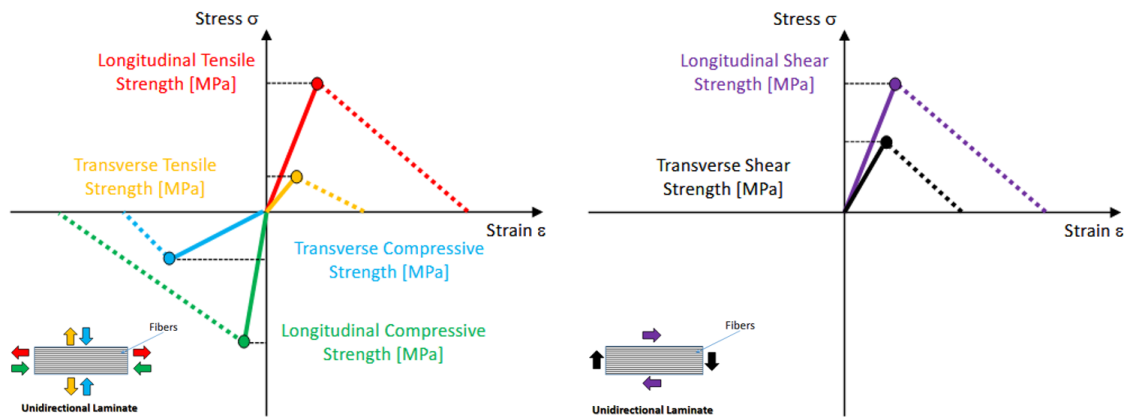 Stress σ
Longitudinal Tensile
Strength [MPa]
Transverse Tensile
Strength [MPa]
Strain ε
Transverse Compressive
Strength [MPa]
Longitudinal Compressive
Strength [MPa]
Fibers
Unidirectional Laminate
Stress σ
Longitudinal Shear
Strength [MPa]
Transverse Shear
Strength [MPa]
Strain ε
Fibers
Unidirectional Laminate